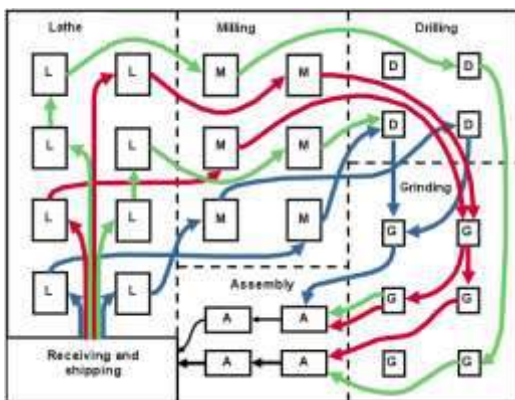 Lathe Milling Drilling
L L M M D D
L L M M D D
Grinding
L L M M G G
Assembly
L L A A G G
Receiving and
shipping
A A G G